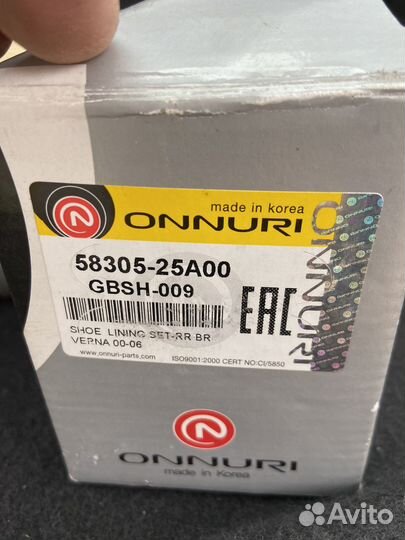 made in korea
ONNURI
58305-25A00
GBSH-009
EAC
SHOE LINING SET-RR BR
VERNA 00-06
www.onnuri-parts.com
ISO9001:2000 CERT NO:CI/5850
ONNURI
ONNURI
made in Korea
Avito